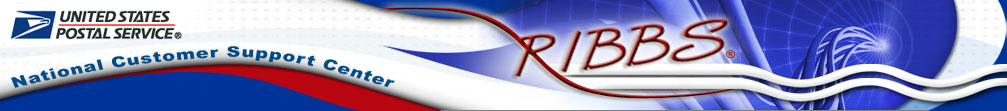 UNITED STATES
POSTAL SERVICE®
National Customer Support Center
RIBBS®